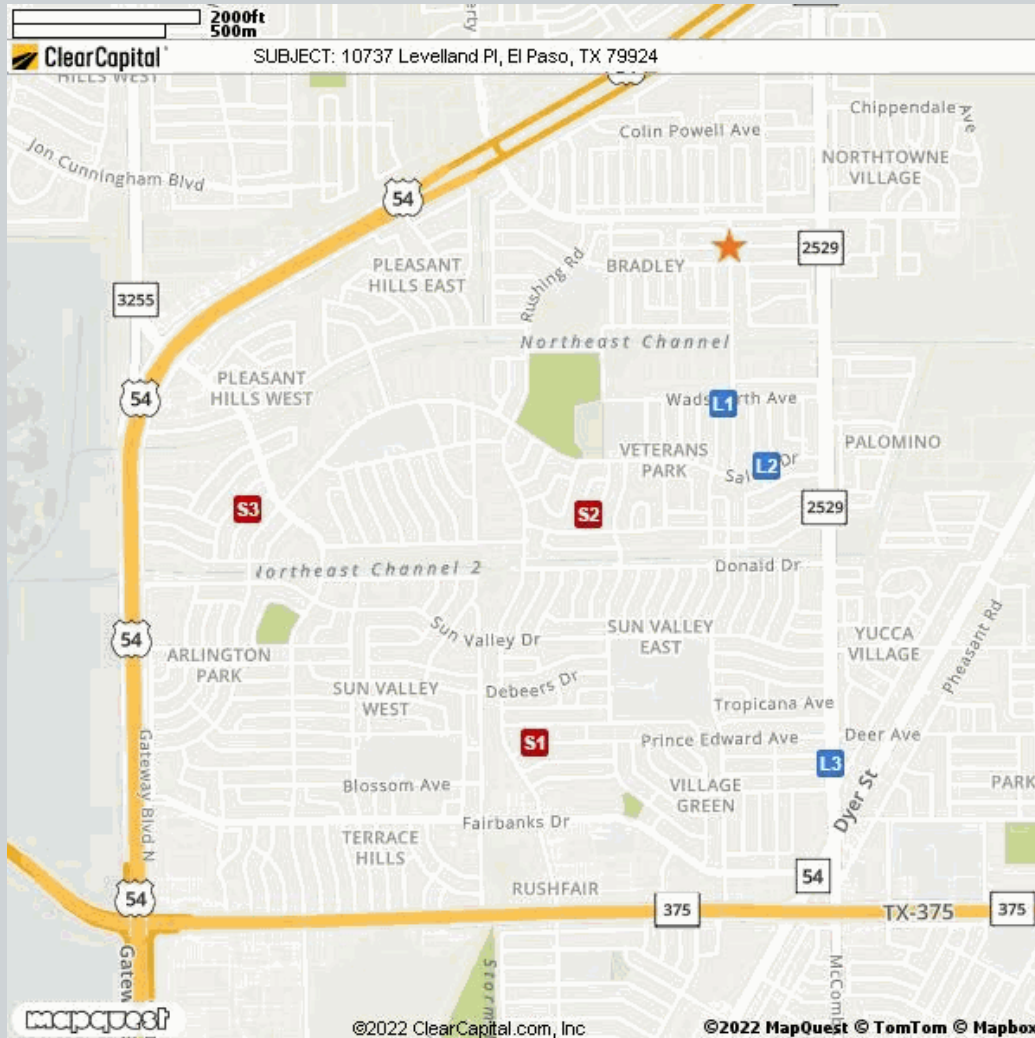 2000ft
500m
ClearCapital
SUBJECT: 10737 Levelland Pl, El Paso, TX 79924
HILLS WEST
54
Chippendale Ave
Colin Powell Ave
Jon Cunningham Blvd
NORTHTOWNE
VILLAGE
54
2529
Rushing Rd
BRADLEY
PLEASANT
HILLS EAST
3255
Northeast Channel
PLEASANT
HILLS WEST
54
L1
PALOMINO
VETERANS
PARK
L2
S3
S2
2529
Donald Dr
Pheasant Rd
SUN VALLEY
EAST
YUCCA
VILLAGE
54
Sun Valley Dr
ARLINGTON
PARK
SUN VALLEY
WEST
Debeers Dr
Tropicana Ave
Prince Edward Ave
Deer Ave
S1
L3
Gateway Blvd N
Blossom Ave
VILLAGE
GREEN
PARK
Dyer St
Fairbanks Dr
TERRACE
HILLS
54
RUSHFAIR
54
375
TX-375
375
mapquest
©2022 ClearCapital.com, Inc
©2022 MapQuest © TomTom © Mapbox